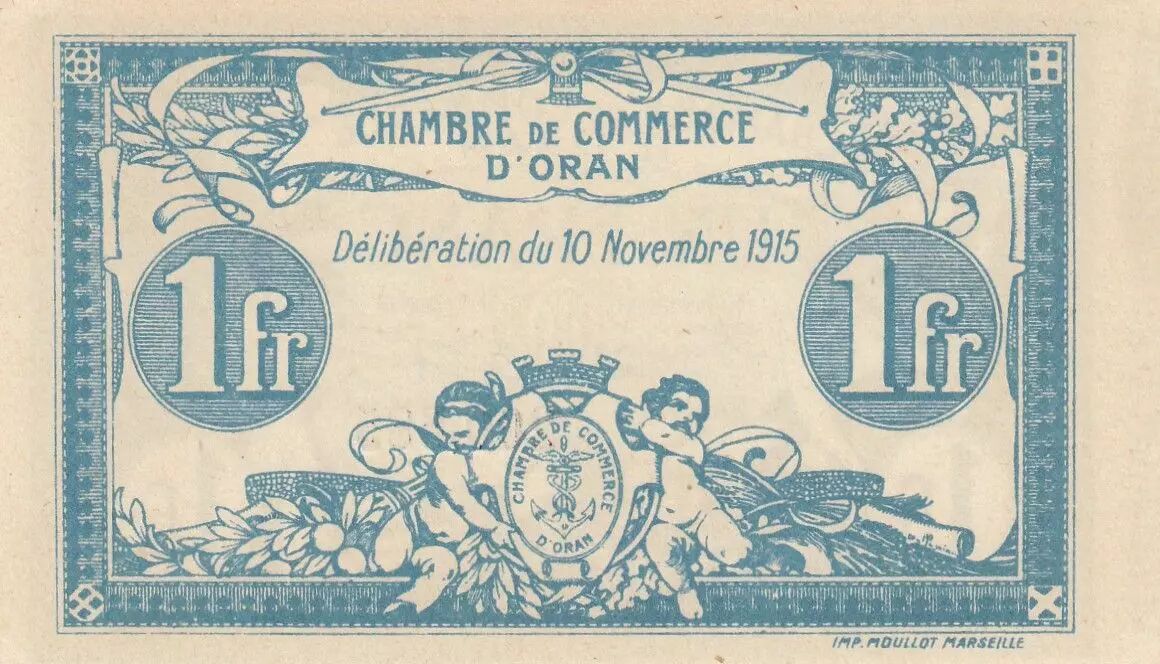 CHAMBRE DE COMMERCE
D'ORAN
Délibération du 10 Novembre 1915
1fr
1fr
CHAMBRE DE COMMERCE
D'ORAN
IMP. MOULLOT MARSEILLE